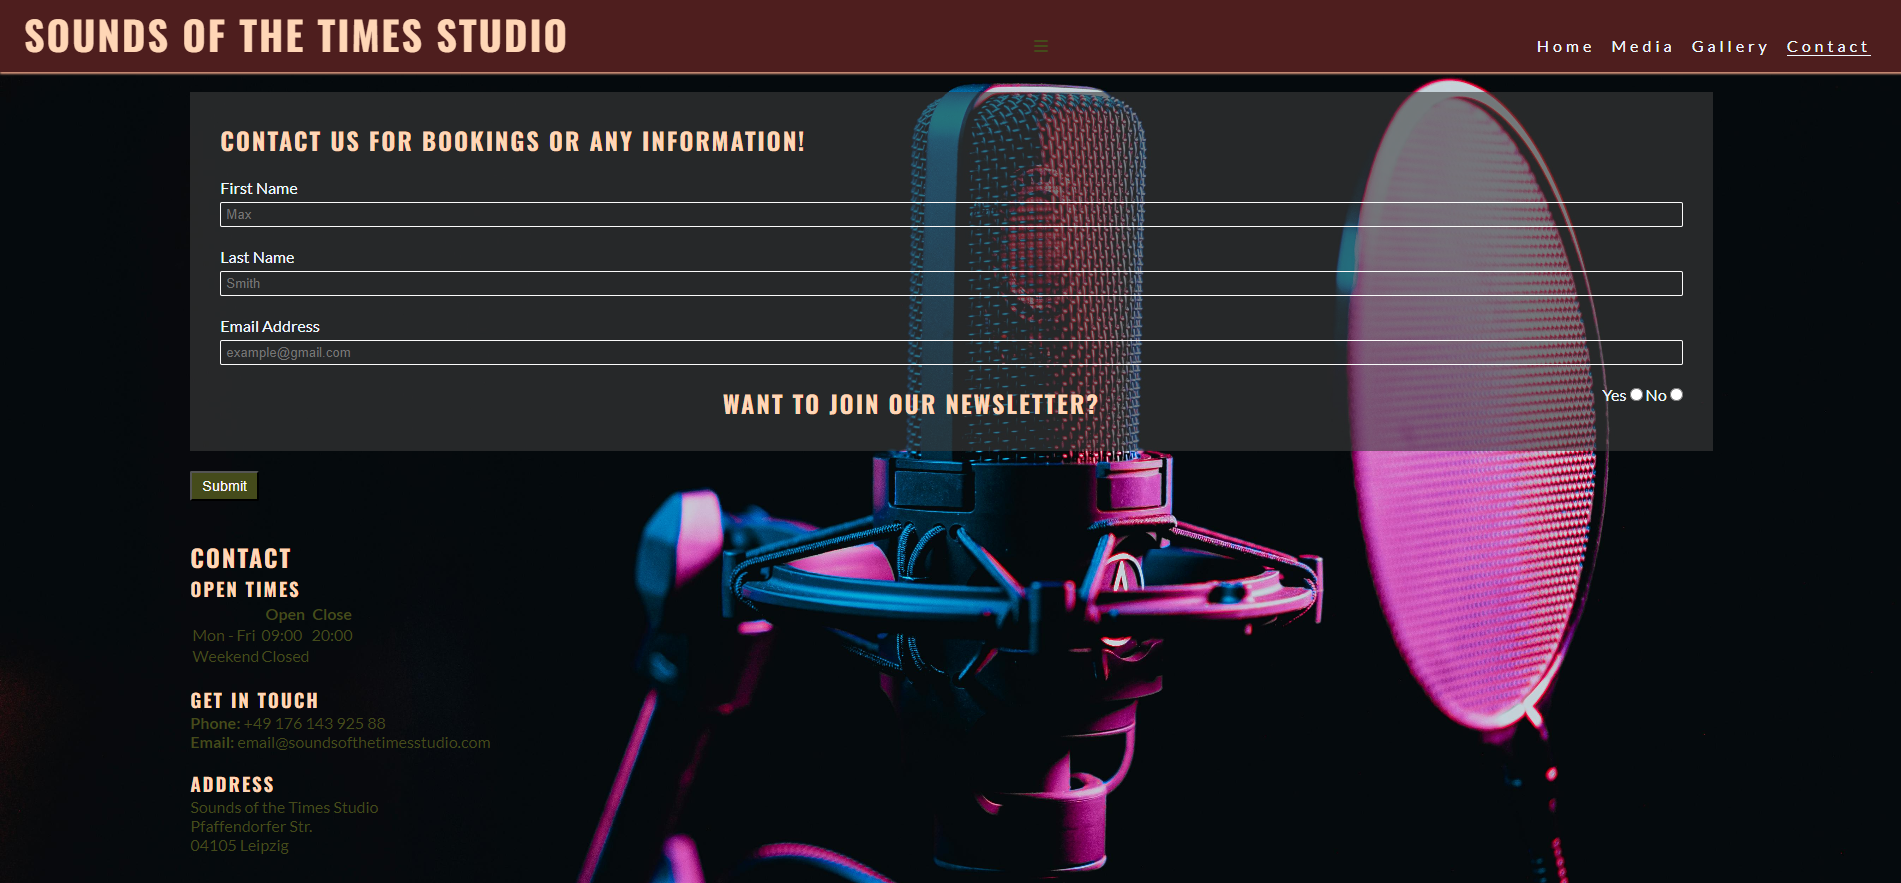 SOUNDS OF THE TIMES STUDIO
Home Media Gallery Contact
CONTACT US FOR BOOKINGS OR ANY INFORMATION!
First Name
Max
Last Name
Smith
Email Address
example@gmail.com
WANT TO JOIN OUR NEWSLETTER?
Yes No
Submit
CONTACT
OPEN TIMES
Open Close
Mon - Fri 09:00 20:00
Weekend Closed
GET IN TOUCH
Phone: +49 176 143 925 88
Email: email@soundsofthetimesstudio.com
ADDRESS
Sounds of the Times Studio
Pfaffendorfer Str.
04105 Leipzig